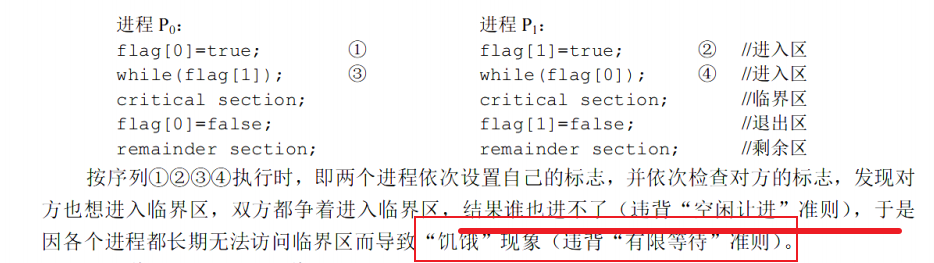 进程 P₀: 进程 P₁:
flag[0]=true; ① flag[1]=true; ② //进入区
while(flag[1]); ③ while(flag[0]); ④ //进入区
critical section; critical section; //临界区
flag[0]=false; flag[1]=false; //退出区
remainder section; remainder section; //剩余区
按序列①②③④执行时，即两个进程依次设置自己的标志，并依次检查对方的标志，发现对
方也想进入临界区，双方都争着进入临界区，结果谁也进不了（违背“空闲让进”准则），于是
因各个进程都长期无法访问临界区而导致“饥饿”现象（违背“有限等待”准则）。